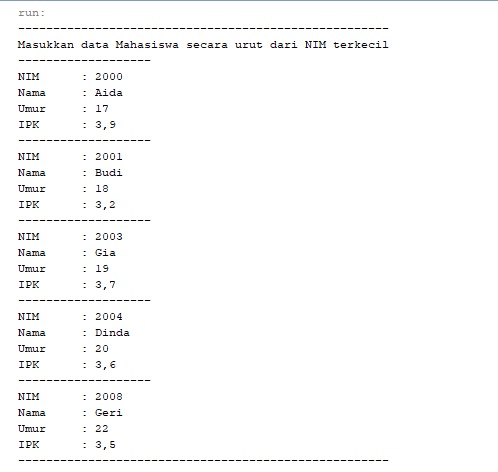 run:
-----------------------------------------------------
Masukkan data Mahasiswa secara urut dari NIM terkecil
-------------------
NIM      : 2000
Nama     : Aida
Umur     : 17
IPK      : 3,9
-------------------
NIM      : 2001
Nama     : Budi
Umur     : 18
IPK      : 3,2
-------------------
NIM      : 2003
Nama     : Gia
Umur     : 19
IPK      : 3,7
-------------------
NIM      : 2004
Nama     : Dinda
Umur     : 20
IPK      : 3,6
-------------------
NIM      : 2008
Nama     : Geri
Umur     : 22
IPK      : 3,5
-----------------------------------------------------